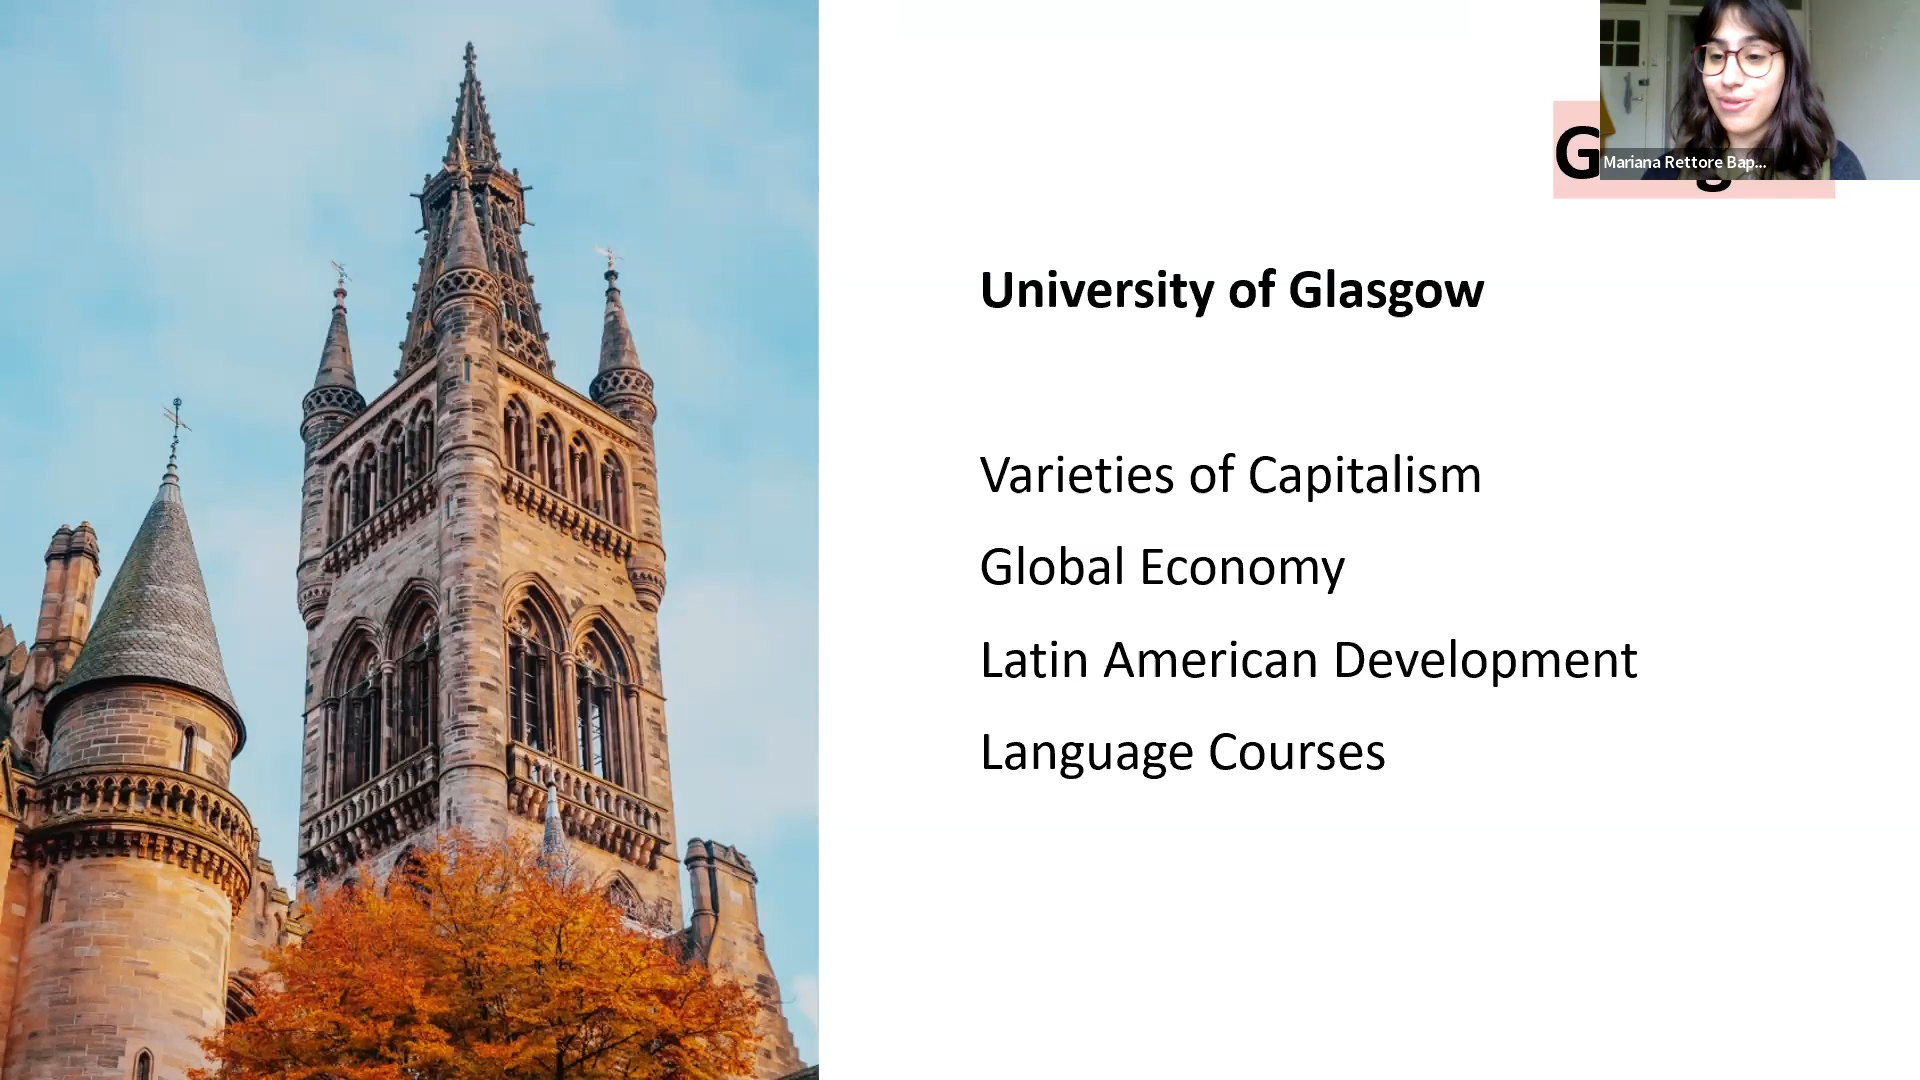 Mariana Rettore Bap...
University of Glasgow
Varieties of Capitalism
Global Economy
Latin American Development
Language Courses